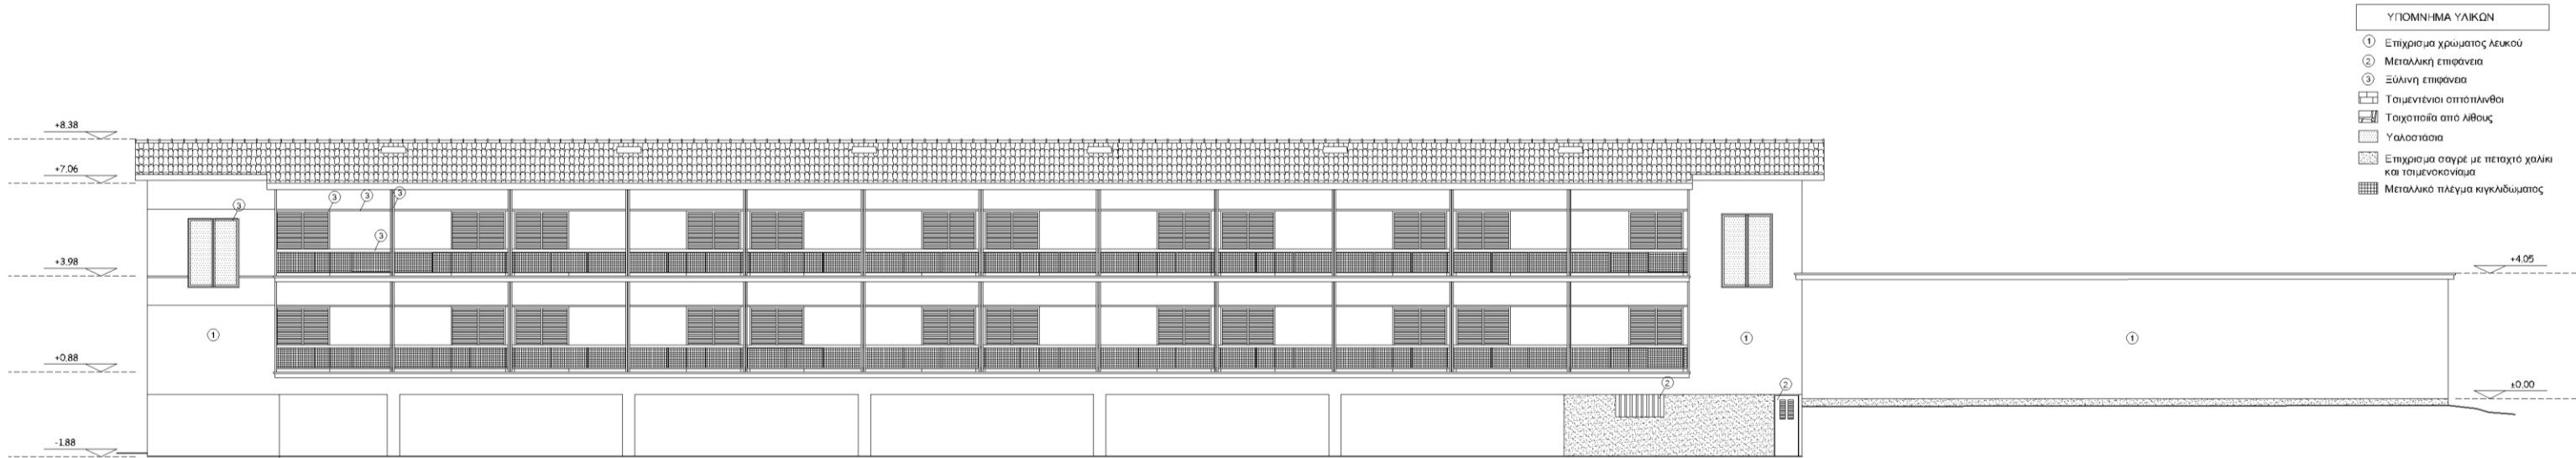 ΥΠΟΜΝΗΜΑ ΥΛΙΚΩΝ
1 Επίχρισμα χρώματος λευκού
2 Μεταλλική επιφάνεια
3 Ξύλινη επιφάνεια
Τσιμεντένιοι οπτόπλινθοι
Τοιχοποιΐα από λίθους
Υαλοστάσια
Επιχρισμα σαγρέ με πεταχτό χαλίκι
και τσιμενοκονίαμα
Μεταλλικό πλέγμα κιγκλιδώματος
+8.38
+7.06
3 3 3
3
3
+3.98
+4.05
1
1
1
+0.88
2
2
±0.00
-1.88